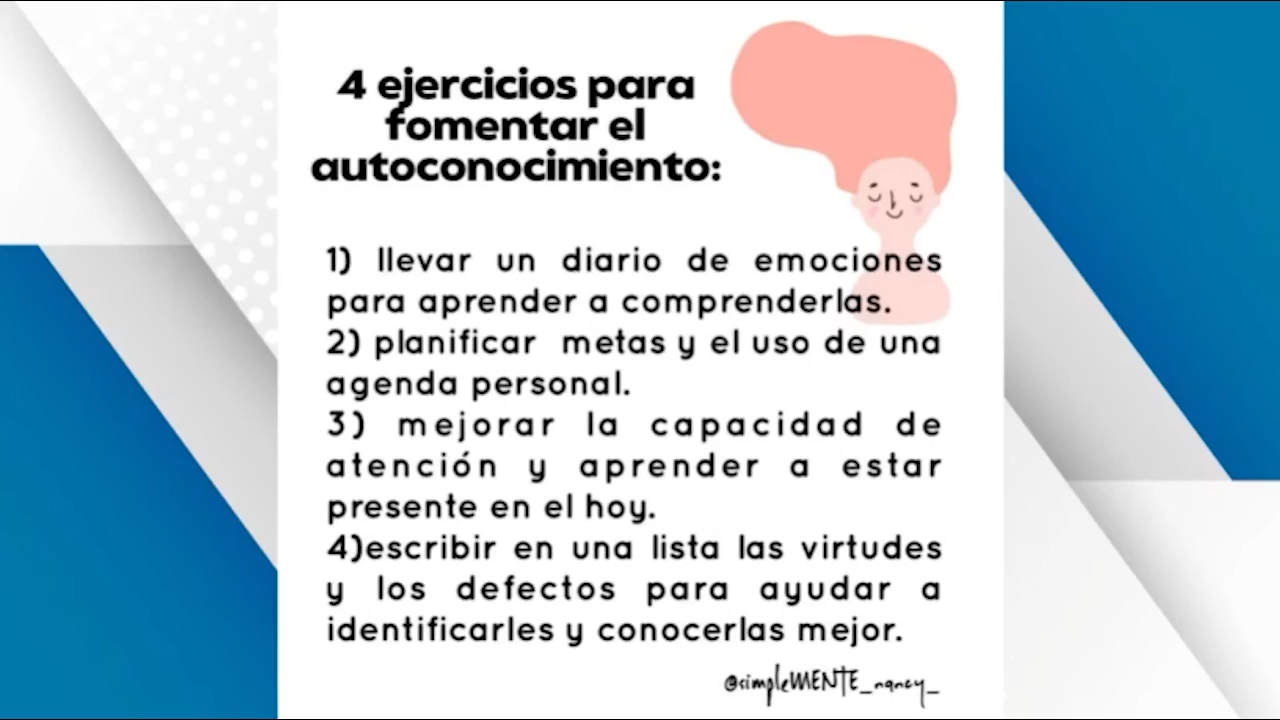 4 ejercicios para
fomentar el
autoconocimiento:
1) llevar un diario de emociones
para aprender a comprenderlas.
2) planificar metas y el uso de una
agenda personal.
3) mejorar la capacidad de
atención y aprender a estar
presente en el hoy.
4)escribir en una lista las virtudes
y los defectos para ayudar a
identificarles y conocerlas mejor.
@simpleMENTE_nancy_